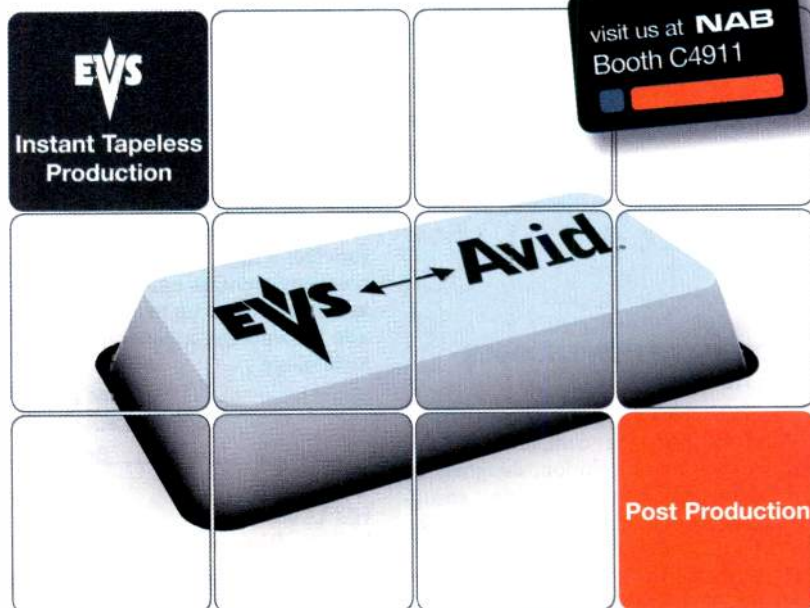 EVS
Instant Tapeless
Production
visit us at NAB
Booth C4911
EVS ↔ Avid.
Post Production